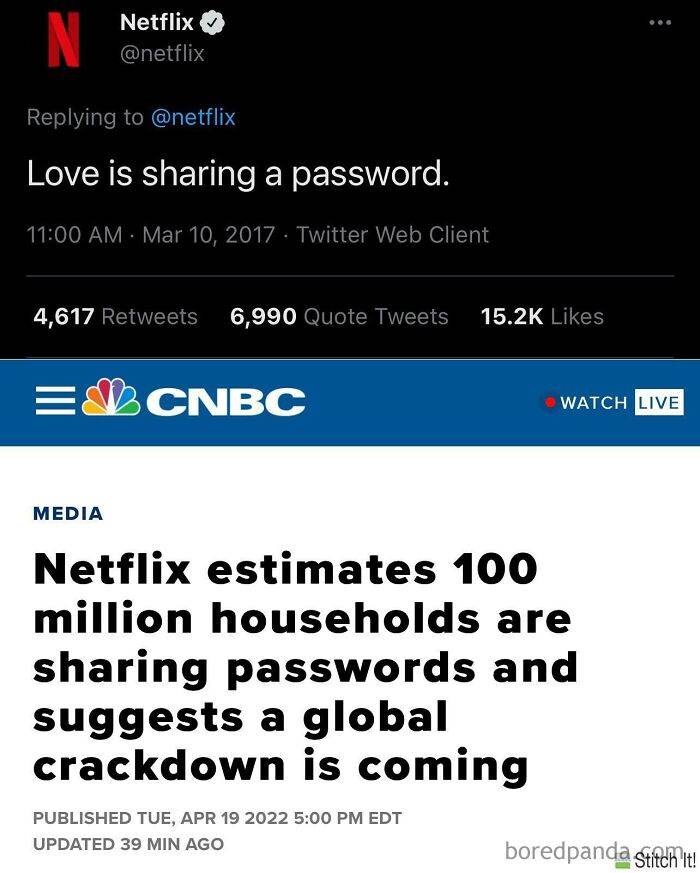 Netflix
@netflix
Replying to @netflix
Love is sharing a password.
11:00 AM · Mar 10, 2017 · Twitter Web Client
4,617 Retweets 6,990 Quote Tweets 15.2K Likes
CNBC
WATCH LIVE
MEDIA
Netflix estimates 100
million households are
sharing passwords and
suggests a global
crackdown is coming
PUBLISHED TUE, APR 19 2022 5:00 PM EDT
UPDATED 39 MIN AGO
boredpanda.com
Stitch It!